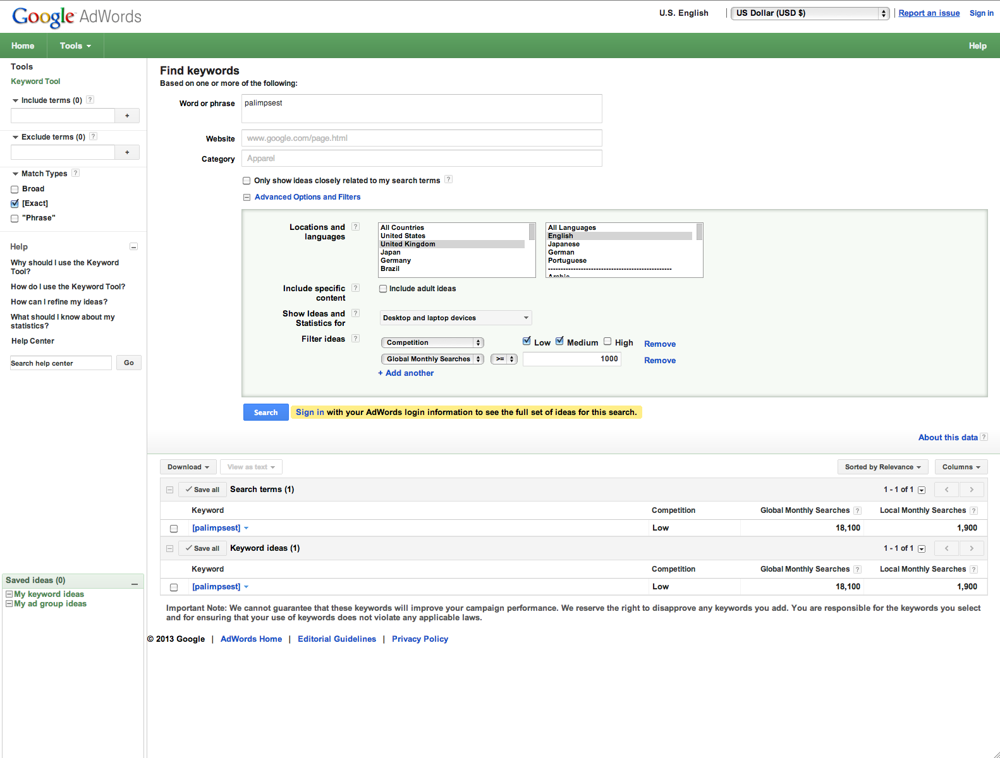 Google AdWords
U.S. English
US Dollar (USD $)
Report an issue
Sign in
Home
Tools
Help
Tools
Keyword Tool
Include terms (0) ?
+
Exclude terms (0) ?
+
Match Types ?
Broad
[Exact]
"Phrase"
Help
Why should I use the Keyword
Tool?
How do I use the Keyword Tool?
How can I refine my ideas?
What should I know about my
statistics?
Help Center
Search help center
Go
Saved ideas (0)
My keyword ideas
My ad group ideas
Find keywords
Based on one or more of the following:
Word or phrase
palimpsest
Website
www.google.com/page.html
Category
Apparel
Only show ideas closely related to my search terms ?
Advanced Options and Filters
Locations and
languages
?
All Countries
United States
United Kingdom
Japan
Germany
Brazil
All Languages
English
Japanese
German
Portuguese
--------------------------------------------------
Arabic
Include specific
content
?
Include adult ideas
Show Ideas and
Statistics for
?
Desktop and laptop devices
Filter ideas ?
Competition
Low
Medium
High
Remove
Global Monthly Searches
>=
1000
Remove
+ Add another
Search
Sign in with your AdWords login information to see the full set of ideas for this search.
About this data ?
Download
View as text
Sorted by Relevance
Columns
Save all
Search terms (1)
1 - 1 of 1
Keyword
Competition
Global Monthly Searches ?
Local Monthly Searches ?
[palimpsest]
Low
18,100
1,900
Save all
Keyword ideas (1)
1 - 1 of 1
Keyword
Competition
Global Monthly Searches ?
Local Monthly Searches ?
[palimpsest]
Low
18,100
1,900
Important Note: We cannot guarantee that these keywords will improve your campaign performance. We reserve the right to disapprove any keywords you add. You are responsible for the keywords you select
and for ensuring that your use of keywords does not violate any applicable laws.
© 2013 Google | AdWords Home | Editorial Guidelines | Privacy Policy